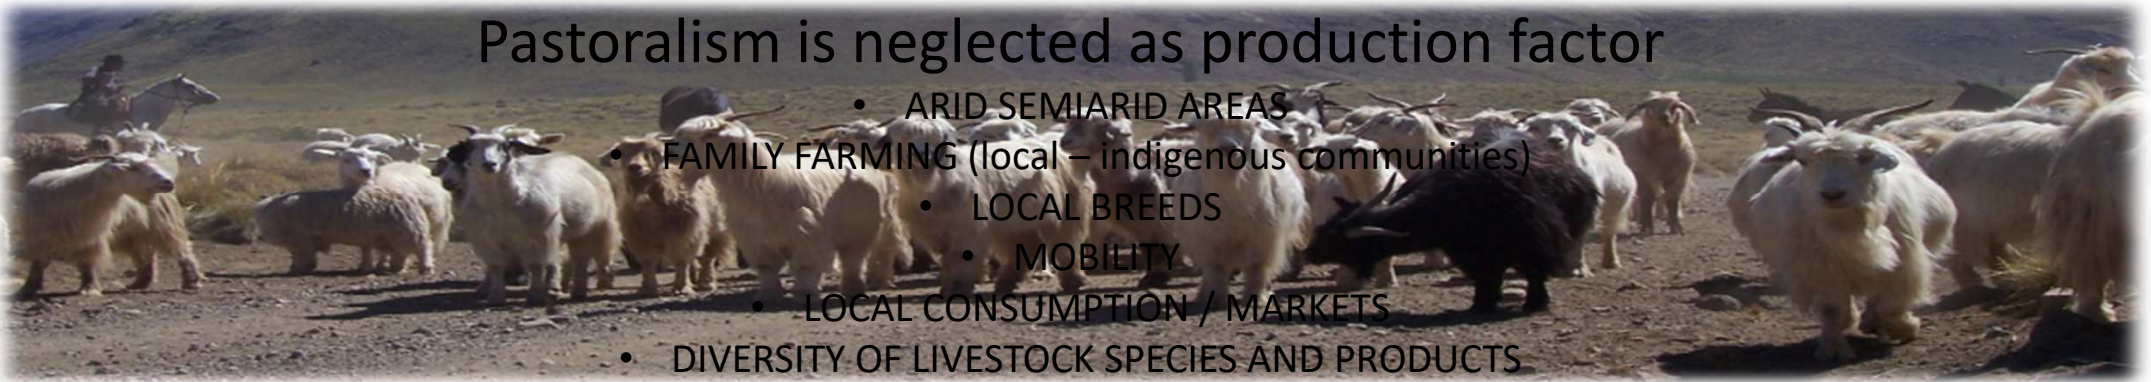 Pastoralism is neglected as production factor
• ARID SEMIARID AREAS
• FAMILY FARMING (local – indigenous communities)
• LOCAL BREEDS
• MOBILITY
• LOCAL CONSUMPTION / MARKETS
• DIVERSITY OF LIVESTOCK SPECIES AND PRODUCTS